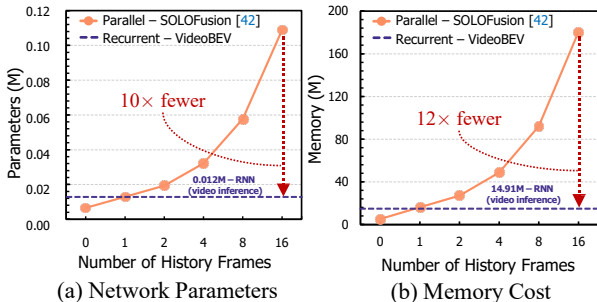 Parallel – SOLOFusion [42]
Recurrent – VideoBEV
0.12
0.10
0.08
0.06
0.04
0.02
0.00
Parameters (M)
10× fewer
0.012M – RNN
(video inference)
0 1 2 4 8 16
Number of History Frames
(a) Network Parameters
Parallel – SOLOFusion [42]
Recurrent – VideoBEV
200
160
120
80
40
0
Memory (M)
12× fewer
14.91M – RNN
(video inference)
0 1 2 4 8 16
Number of History Frames
(b) Memory Cost